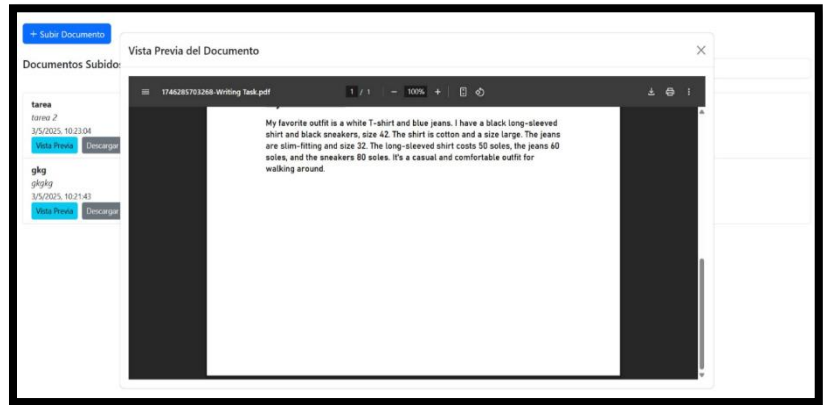 + Subir Documento
Vista Previa del Documento
Documentos Subidos
1746285703268-Writing Task.pdf
1 / 1
100%
My favorite outfit is a white T-shirt and blue jeans. I have a black long-sleeved
shirt and black sneakers, size 42. The shirt is cotton and a size large. The jeans
are slim-fitting and size 32. The long-sleeved shirt costs 50 soles, the jeans 60
soles, and the sneakers 80 soles. It's a casual and comfortable outfit for
walking around.
tarea
tarea 2
3/5/2025, 10:23:04
Vista Previa
Descargar
gkg
gkgkg
3/5/2025, 10:21:43
Vista Previa
Descargar